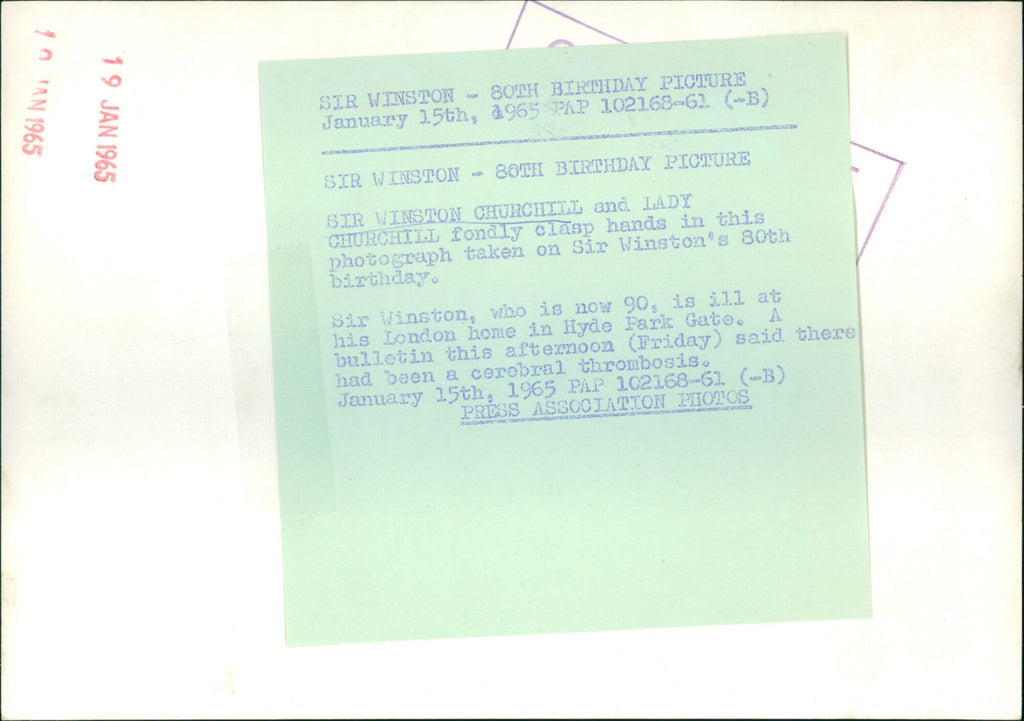 19 JAN 1965
19 JAN 1965
SIR WINSTON - 80TH BIRTHDAY PICTURE
January 15th, 1965 PAP 102168-61 (-B)
SIR WINSTON - 80TH BIRTHDAY PICTURE
SIR WINSTON CHURCHILL and LADY
CHURCHILL fondly clasp hands in this
photograph taken on Sir Winston's 80th
birthday.
Sir Winston, who is now 90, is ill at
his London home in Hyde Park Gate. A
bulletin this afternoon (Friday) said there
had been a cerebral thrombosis.
January 15th, 1965 PAP 102168-61 (-B)
PRESS ASSOCIATION PHOTOS